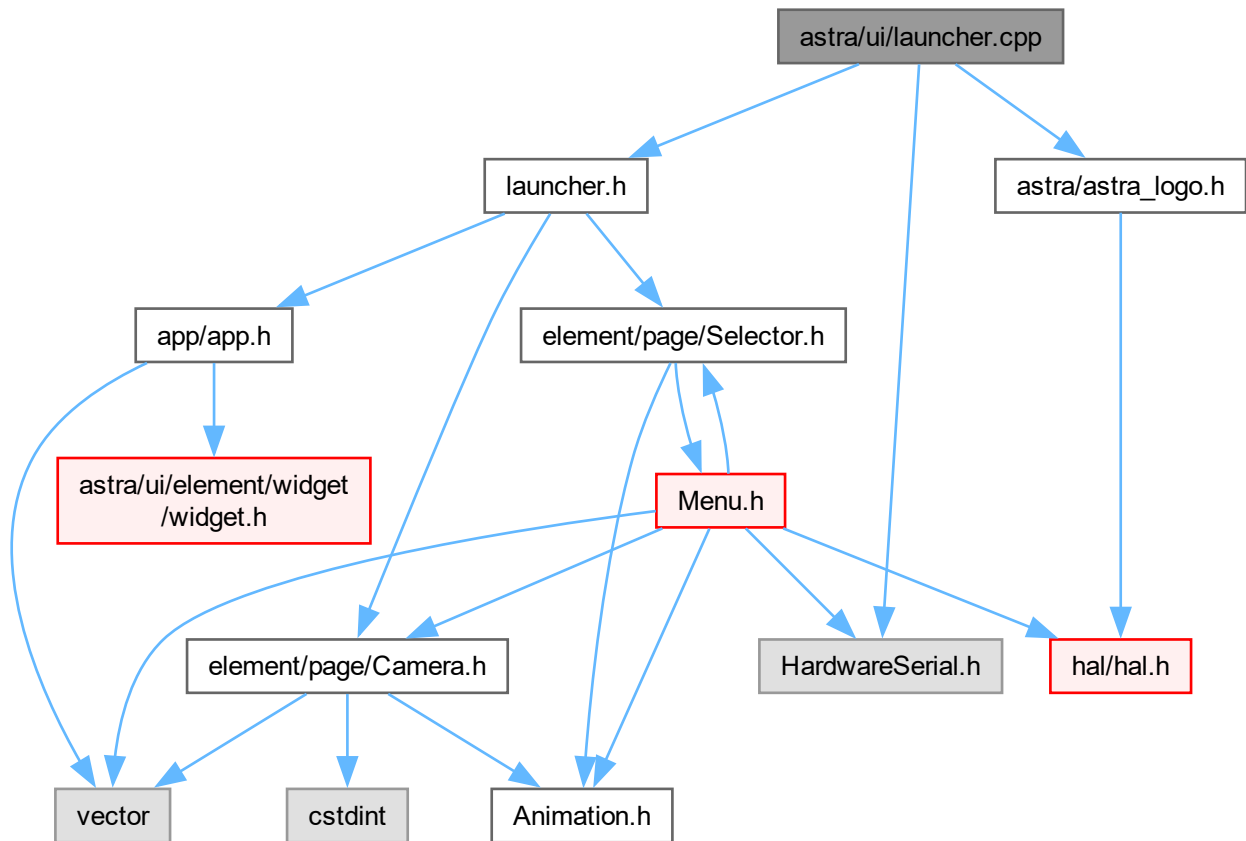 astra/ui/launcher.cpp
launcher.h
astra/astra_logo.h
app/app.h
element/page/Selector.h
astra/ui/element/widget
/widget.h
Menu.h
element/page/Camera.h
HardwareSerial.h
hal/hal.h
vector
cstdint
Animation.h